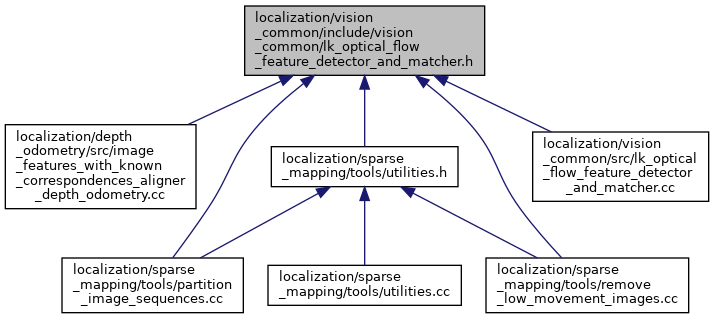 localization/vision
_common/include/vision
_common/lk_optical_flow
_feature_detector_and_matcher.h
localization/depth
_odometry/src/image
_features_with_known
_correspondences_aligner
_depth_odometry.cc
localization/sparse
_mapping/tools/utilities.h
localization/vision
_common/src/lk_optical
_flow_feature_detector
_and_matcher.cc
localization/sparse
_mapping/tools/partition
_image_sequences.cc
localization/sparse
_mapping/tools/utilities.cc
localization/sparse
_mapping/tools/remove
_low_movement_images.cc